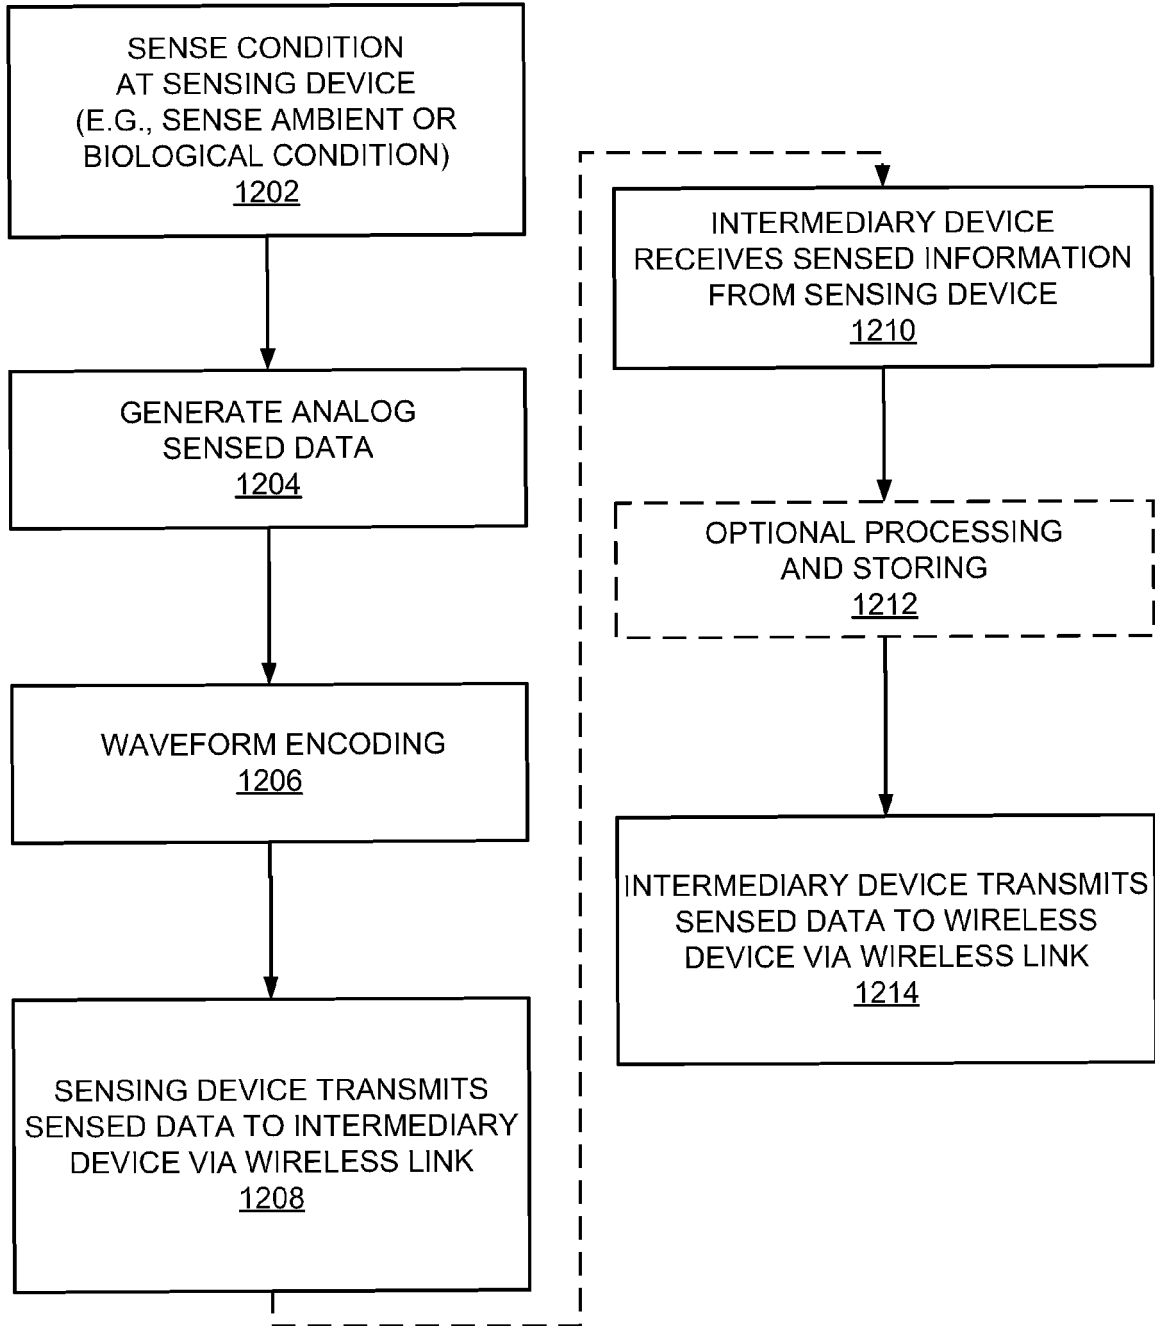 SENSE CONDITION
AT SENSING DEVICE
(E.G., SENSE AMBIENT OR
BIOLOGICAL CONDITION)
1202
GENERATE ANALOG
SENSED DATA
1204
WAVEFORM ENCODING
1206
SENSING DEVICE TRANSMITS
SENSED DATA TO INTERMEDIARY
DEVICE VIA WIRELESS LINK
1208
INTERMEDIARY DEVICE
RECEIVES SENSED INFORMATION
FROM SENSING DEVICE
1210
OPTIONAL PROCESSING
AND STORING
1212
INTERMEDIARY DEVICE TRANSMITS
SENSED DATA TO WIRELESS
DEVICE VIA WIRELESS LINK
1214